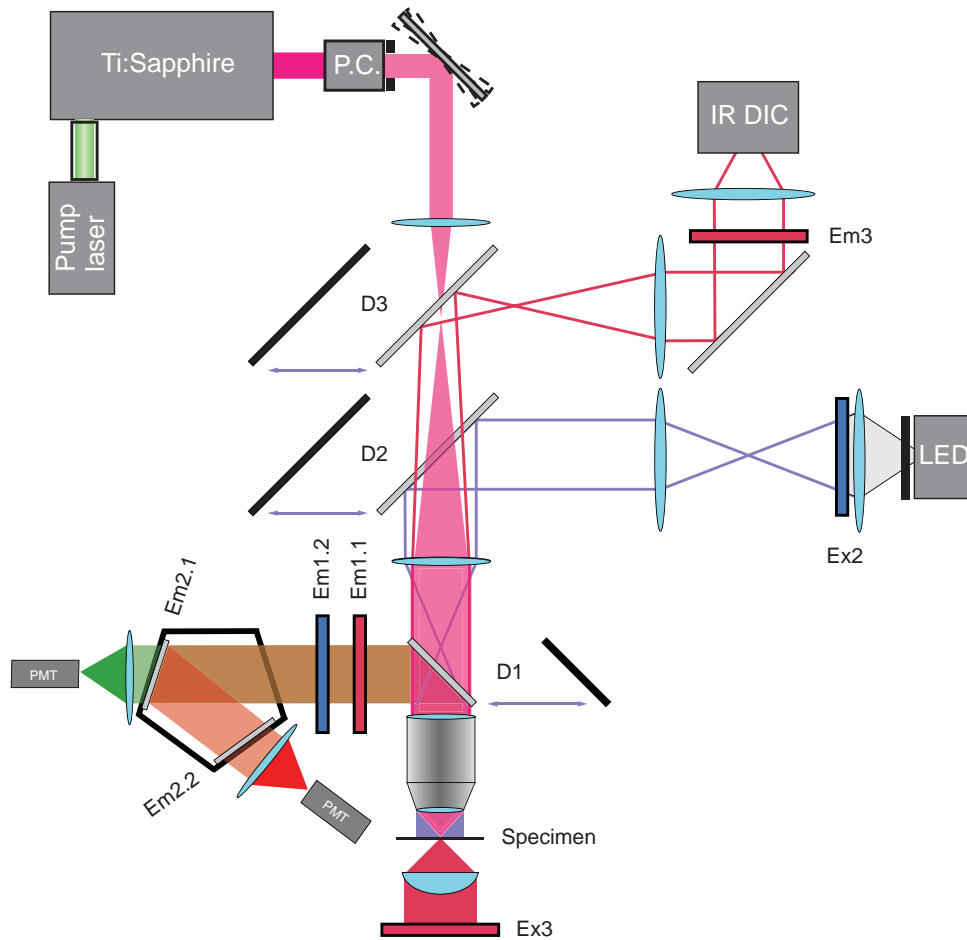 Ti:Sapphire
P.C.
IR DIC
Pump
laser
Em3
D3
D2
LED
Ex2
Em1.2
Em1.1
Em2.1
D1
PMT
Em2.2
PMT
Specimen
Ex3